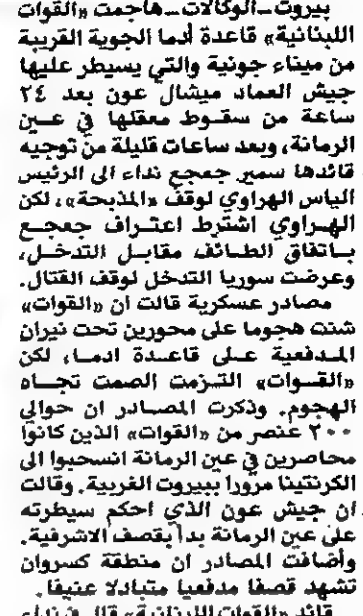 بيروت ـ الوكالات ـ هاجمت «القوات
اللبنانية» قاعدة أدما الجوية القريبة
من ميناء جونية والتي يسيطر عليها
جيش العماد ميشال عون بعد ٢٤
ساعة من سقوط معقلها في عين
الرمانة، وبعد ساعات قليلة من توجيه
قائدها سمير جعجع نداء الى الرئيس
الياس الهراوي لوقف «المذبحة»، لكن
الهراوي اشترط اعتراف جعجع
باتفاق الطائف مقابل التدخل،
وعرضت سوريا التدخل لوقف القتال.
مصادر عسكرية قالت ان «القوات»
شنت هجوما على محورين تحت نيران
المدفعية على قاعدة ادما، لكن
«القوات» التزمت الصمت تجاه
الهجوم. وذكرت المصادر ان حوالي
٢٠٠ عنصر من «القوات» الذين كانوا
محاصرين في عين الرمانة انسحبوا الى
الكرنتينا مرورا ببيروت الغربية. وقالت
ان جيش عون الذي احكم سيطرته
على عين الرمانة بدأ بقصف الاشرفية.
وأضافت المصادر ان منطقة كسروان
تشهد قصفا مدفعيا متبادلا عنيفا.
قائد «القوات اللبنانية» قال في نداء